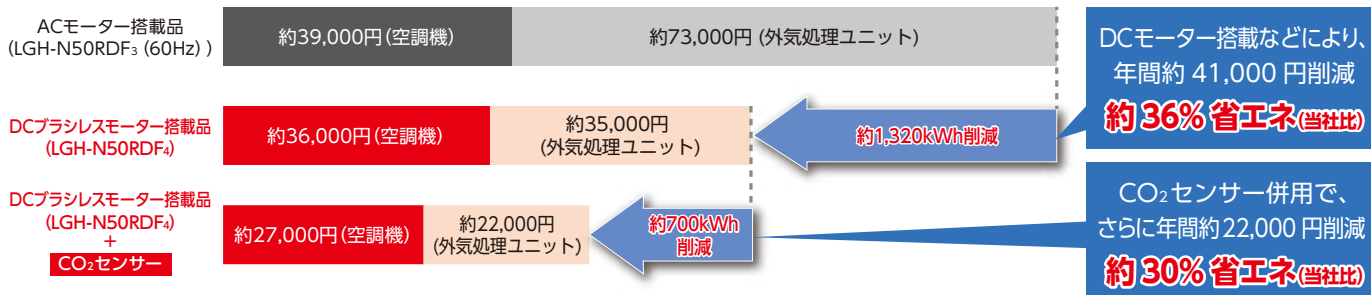 ACモーター搭載品
(LGH-N50RDF₃ (60Hz) )
約39,000円(空調機)
約73,000円 (外気処理ユニット)
DCモーター搭載などにより、
年間約 41,000 円削減
約 36% 省エネ(当社比)
DCブラシレスモーター搭載品
(LGH-N50RDF₄)
約36,000円(空調機)
約35,000円
(外気処理ユニット)
約1,320kWh削減
DCブラシレスモーター搭載品
(LGH-N50RDF₄)
+
CO₂センサー
約27,000円(空調機)
約22,000円
(外気処理ユニット)
約700kWh
削減
CO₂センサー併用で、
さらに年間約22,000 円削減
約 30% 省エネ(当社比)